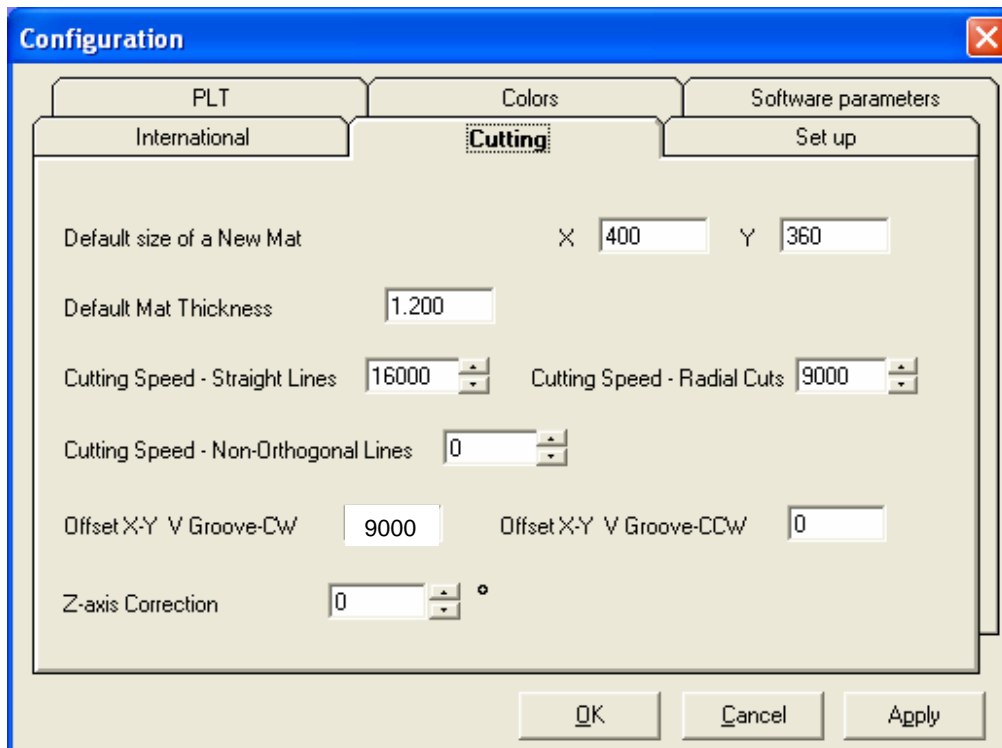 Configuration
PLT Colors Software parameters
International Cutting Set up
Default size of a New Mat X 400 Y 360
Default Mat Thickness 1.200
Cutting Speed - Straight Lines 16000 Cutting Speed - Radial Cuts 9000
Cutting Speed - Non-Orthogonal Lines 0
Offset X-Y V Groove-CW 9000 Offset X-Y V Groove-CCW 0
Z-axis Correction 0 °
OK Cancel Apply